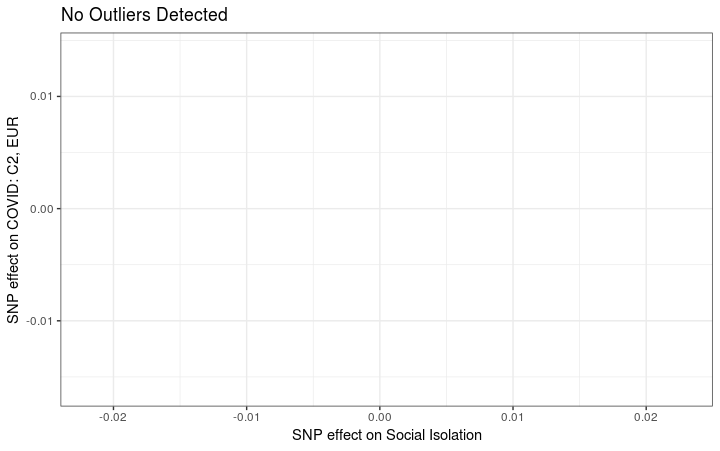 No Outliers Detected
SNP effect on COVID: C2, EUR
0.01
0.00
-0.01
-0.02
-0.01
0.00
0.01
0.02
SNP effect on Social Isolation